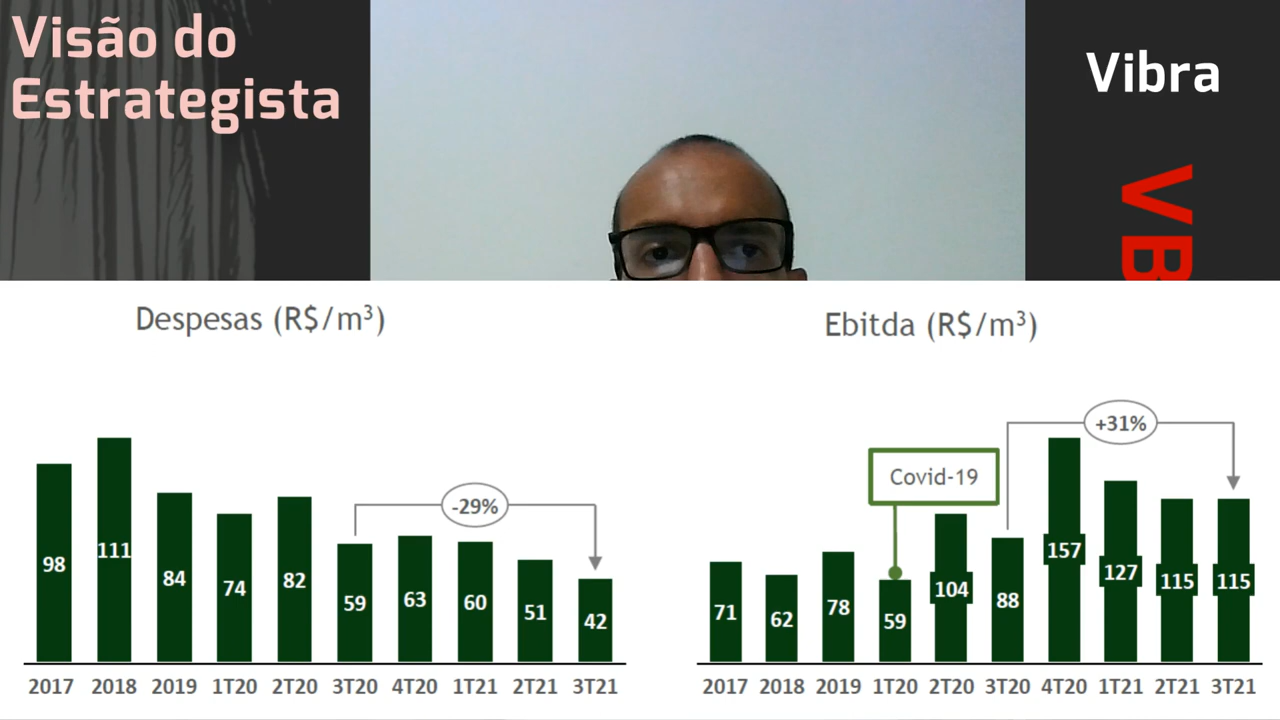 Visão do
Estrategista
Vibra
VB
Despesas (R$/m³)
98
111
84
74
82
59
63
60
51
42
-29%
2017 2018 2019 1T20 2T20 3T20 4T20 1T21 2T21 3T21
Ebitda (R$/m³)
Covid-19
+31%
71
62
78
59
104
88
157
127
115
115
2017 2018 2019 1T20 2T20 3T20 4T20 1T21 2T21 3T21